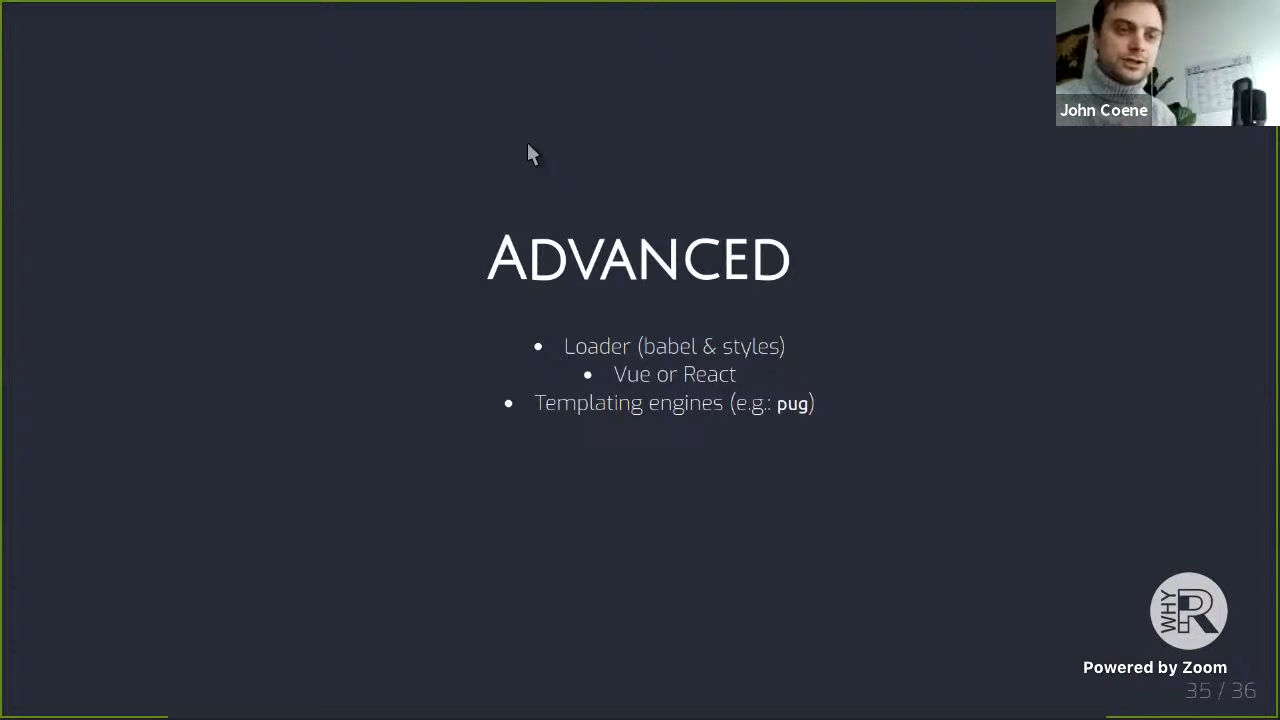 John Coene
ADVANCED
• Loader (babel & styles)
• Vue or React
• Templating engines (e.g.: pug)
WHY R?
Powered by Zoom
35 / 36